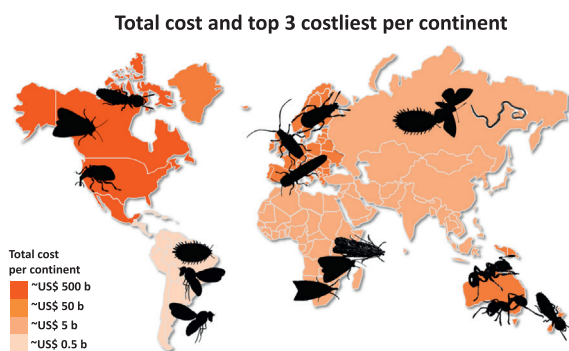 Total cost and top 3 costliest per continent
Total cost
per continent
~US$ 500 b
~US$ 50 b
~US$ 5 b
~US$ 0.5 b